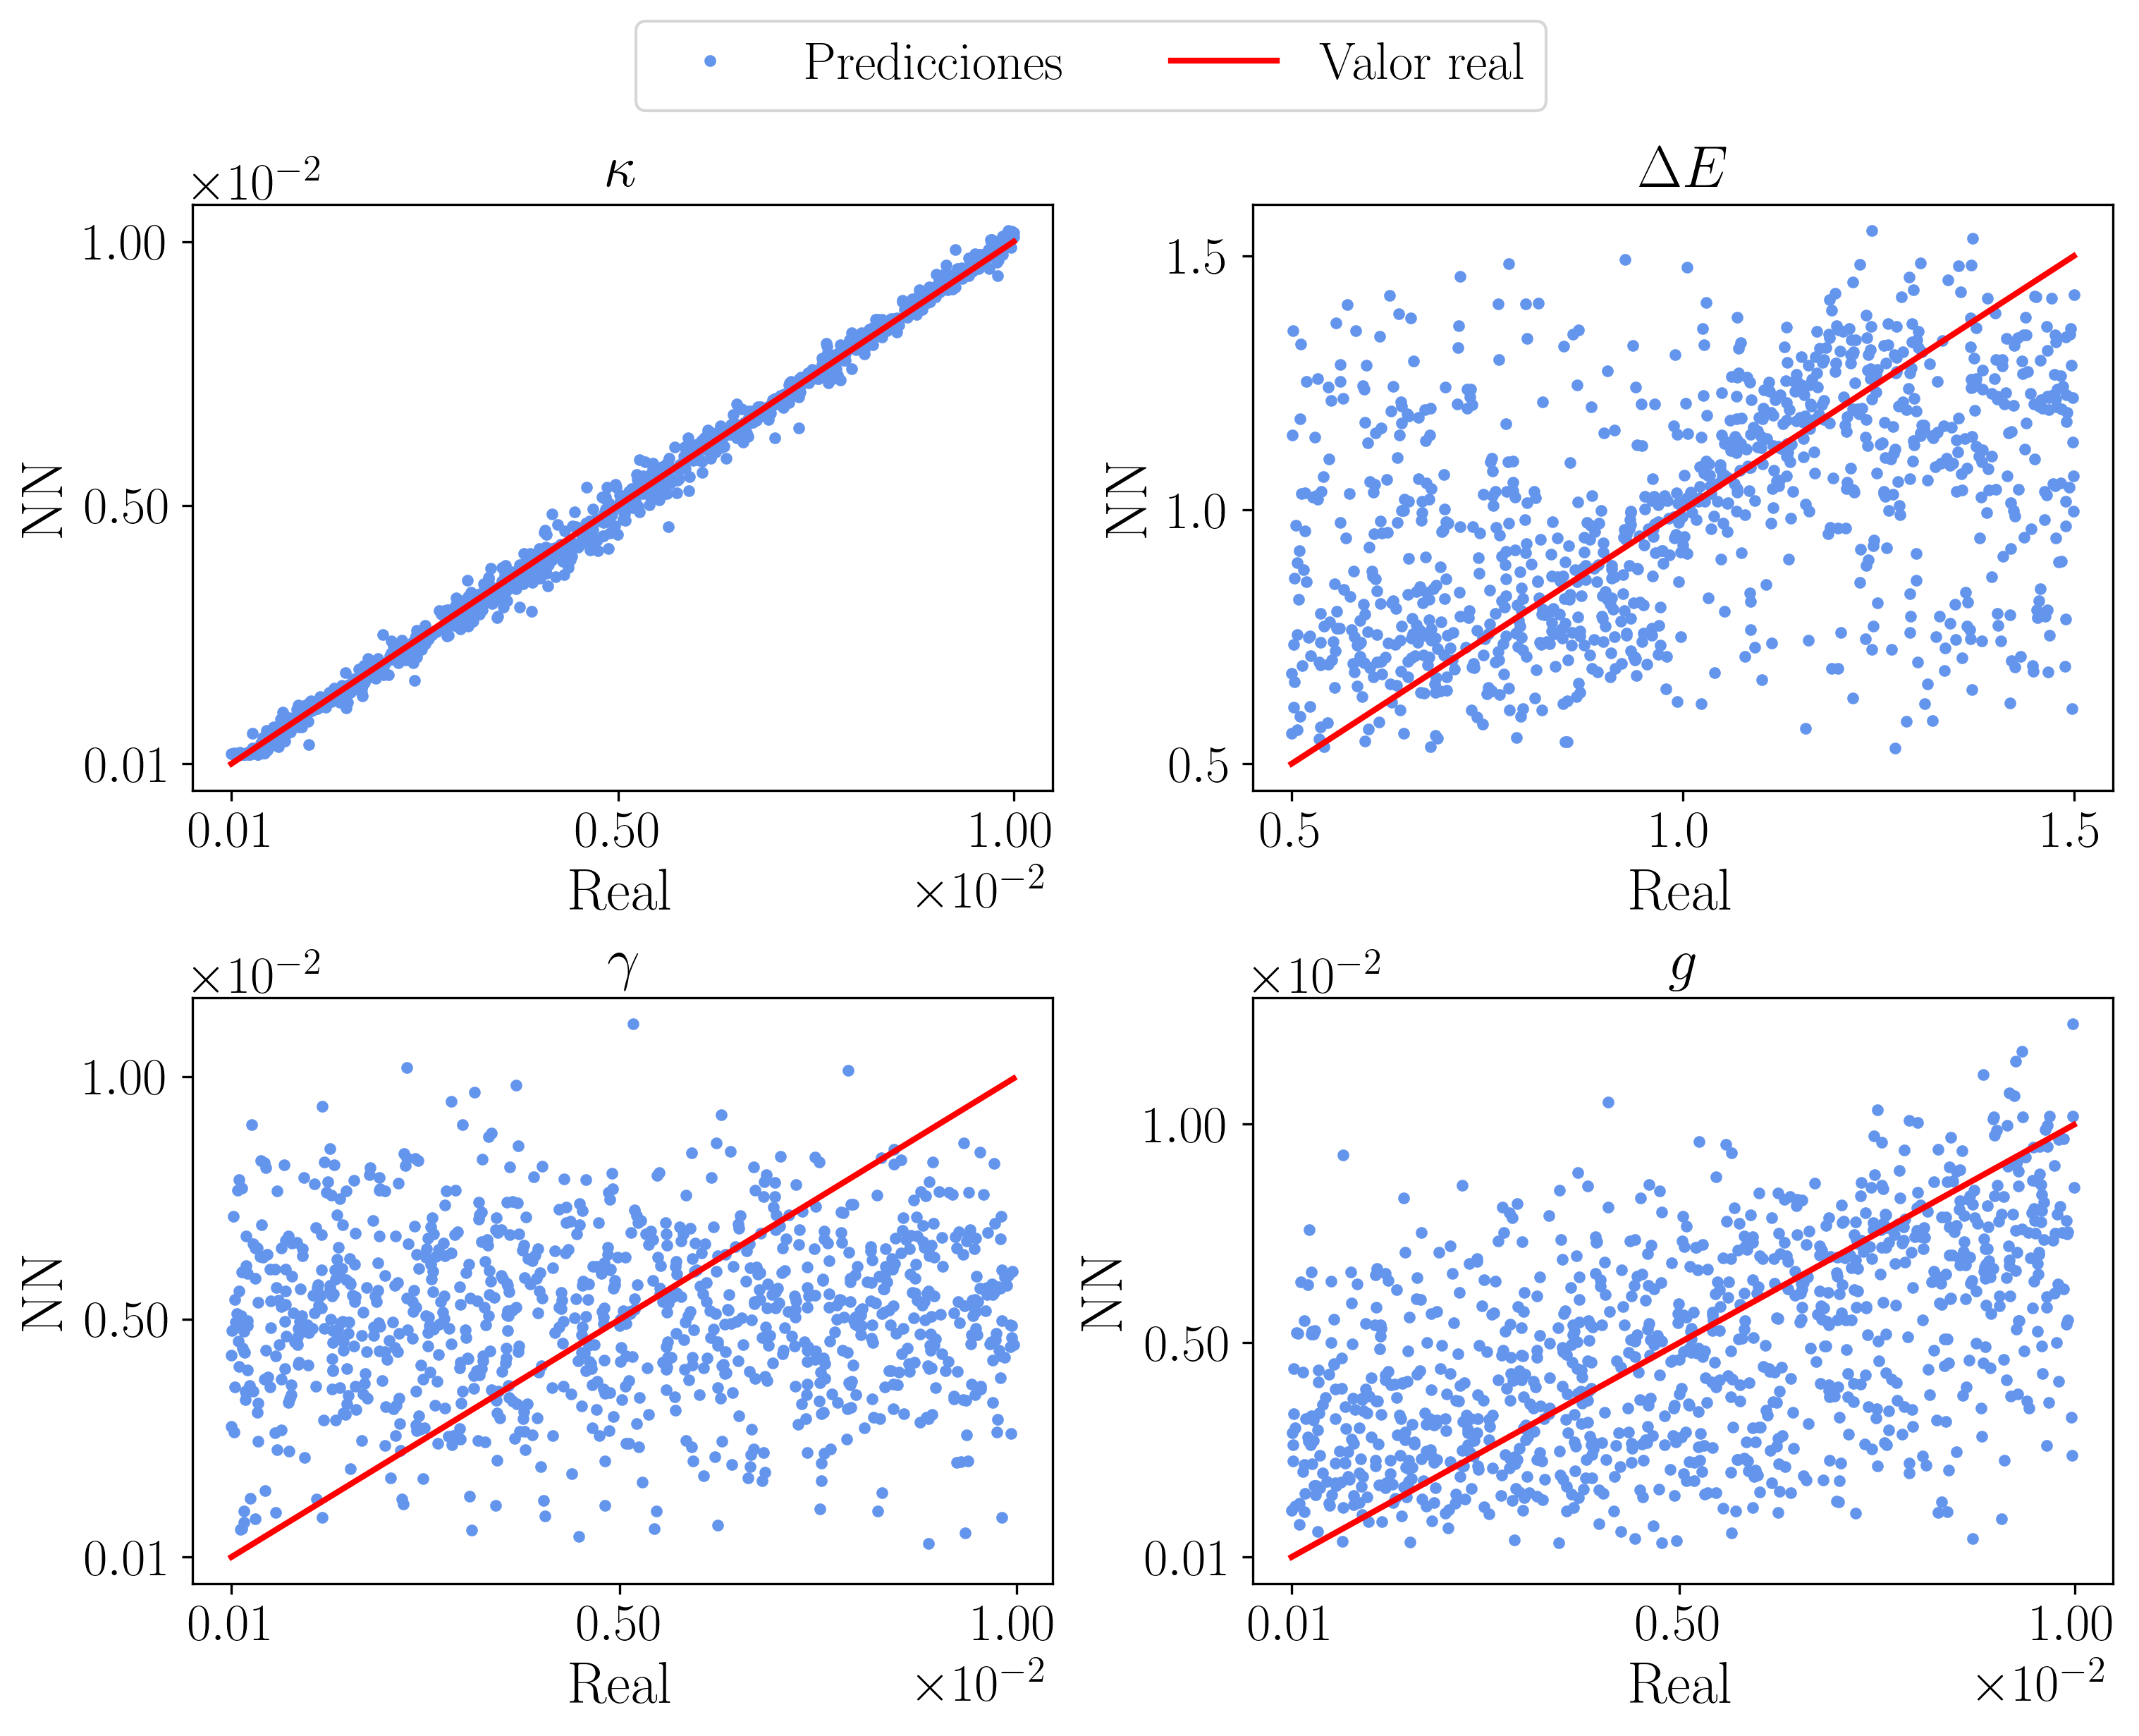 Predicciones Valor real
×10⁻² κ
ΔE
1.00
0.50
0.01
NN
0.01 0.50 1.00
Real ×10⁻²
1.5
1.0
0.5
NN
0.5 1.0 1.5
Real
×10⁻² γ
1.00
0.50
0.01
NN
0.01 0.50 1.00
Real ×10⁻²
×10⁻² g
1.00
0.50
0.01
NN
0.01 0.50 1.00
Real ×10⁻²